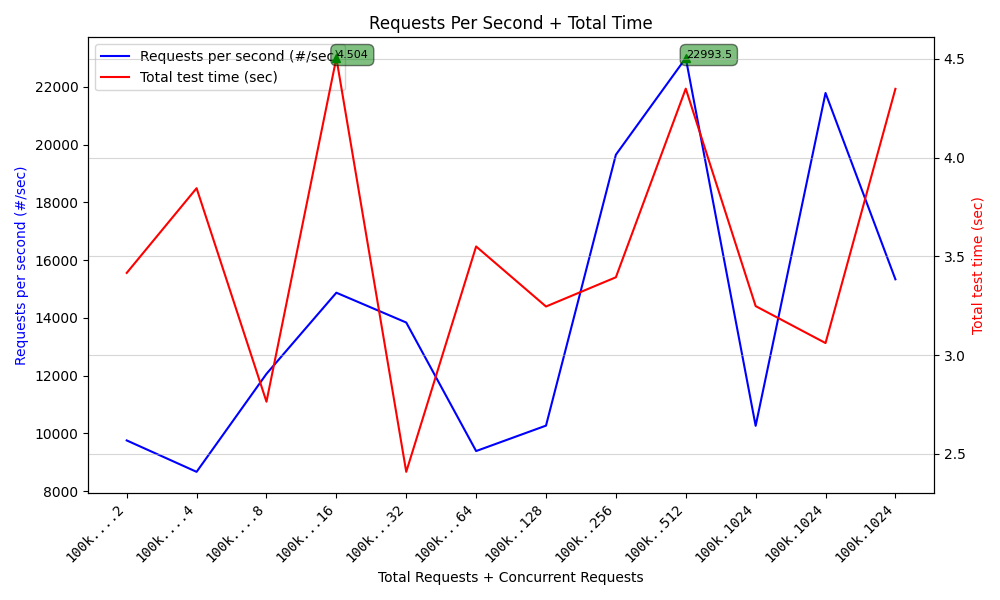 Requests Per Second + Total Time
Requests per second (#/sec)
Total test time (sec)
4.504
22993.5
22000
20000
18000
16000
14000
12000
10000
8000
Requests per second (#/sec)
4.5
4.0
3.5
3.0
2.5
Total test time (sec)
100k....2
100k....4
100k....8
100k...16
100k...32
100k...64
100k..128
100k..256
100k..512
100k.1024
100k.1024
100k.1024
Total Requests + Concurrent Requests